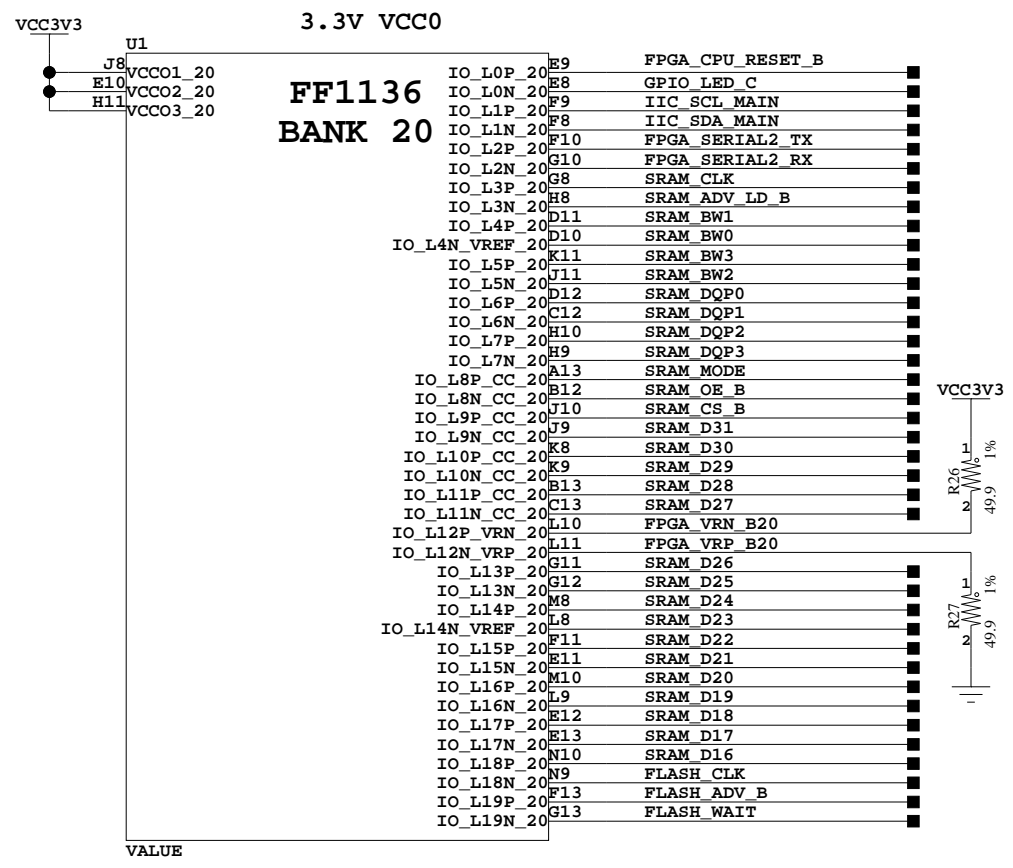 3.3V VCC0
VCC3V3
U1
J8 VCCO1_20
E10 VCCO2_20
H11 VCCO3_20
FF1136
BANK 20
IO_L0P_20 E9 FPGA_CPU_RESET_B
IO_L0N_20 E8 GPIO_LED_C
IO_L1P_20 F9 IIC_SCL_MAIN
IO_L1N_20 F8 IIC_SDA_MAIN
IO_L2P_20 F10 FPGA_SERIAL2_TX
IO_L2N_20 G10 FPGA_SERIAL2_RX
IO_L3P_20 G8 SRAM_CLK
IO_L3N_20 H8 SRAM_ADV_LD_B
IO_L4P_20 D11 SRAM_BW1
IO_L4N_VREF_20 D10 SRAM_BW0
IO_L5P_20 K11 SRAM_BW3
IO_L5N_20 J11 SRAM_BW2
IO_L6P_20 D12 SRAM_DQP0
IO_L6N_20 C12 SRAM_DQP1
IO_L7P_20 H10 SRAM_DQP2
IO_L7N_20 H9 SRAM_DQP3
IO_L8P_CC_20 A13 SRAM_MODE
IO_L8N_CC_20 B12 SRAM_OE_B
IO_L9P_CC_20 J10 SRAM_CS_B
IO_L9N_CC_20 J9 SRAM_D31
IO_L10P_CC_20 K8 SRAM_D30
IO_L10N_CC_20 K9 SRAM_D29
IO_L11P_CC_20 B13 SRAM_D28
IO_L11N_CC_20 C13 SRAM_D27
IO_L12P_VRN_20 L10 FPGA_VRN_B20
IO_L12N_VRP_20 L11 FPGA_VRP_B20
IO_L13P_20 G11 SRAM_D26
IO_L13N_20 G12 SRAM_D25
IO_L14P_20 M8 SRAM_D24
IO_L14N_VREF_20 L8 SRAM_D23
IO_L15P_20 F11 SRAM_D22
IO_L15N_20 E11 SRAM_D21
IO_L16P_20 M10 SRAM_D20
IO_L16N_20 L9 SRAM_D19
IO_L17P_20 E12 SRAM_D18
IO_L17N_20 E13 SRAM_D17
IO_L18P_20 N10 SRAM_D16
IO_L18N_20 N9 FLASH_CLK
IO_L19P_20 F13 FLASH_ADV_B
IO_L19N_20 G13 FLASH_WAIT
VALUE
VCC3V3
1 1%
R26
2 49.9
1 1%
R27
2 49.9